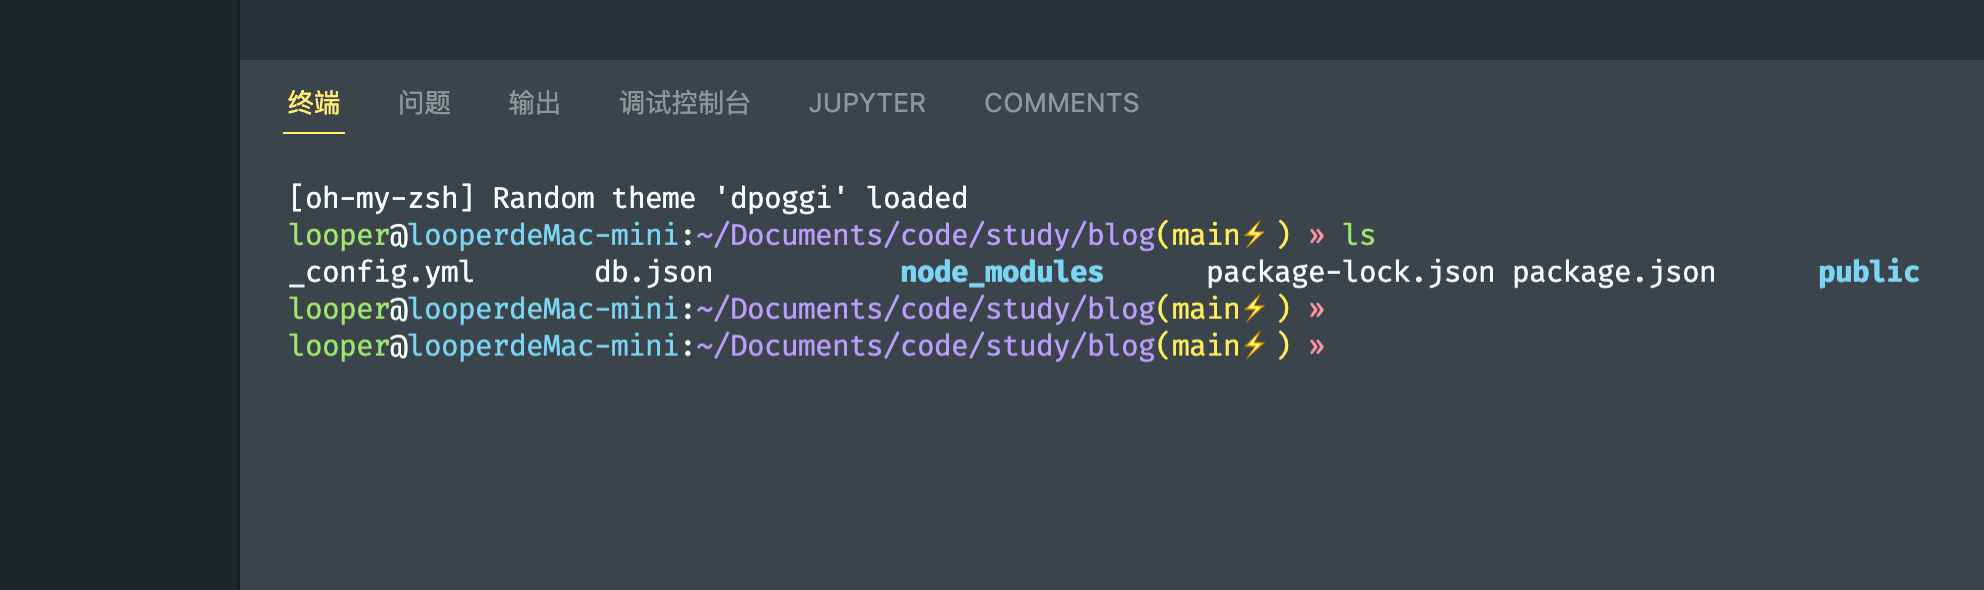 终端 问题 输出 调试控制台 JUPYTER COMMENTS
[oh-my-zsh] Random theme 'dpoggi' loaded
looper@looperdeMac-mini:~/Documents/code/study/blog(main⚡) » ls
_config.yml db.json node_modules package-lock.json package.json public
looper@looperdeMac-mini:~/Documents/code/study/blog(main⚡) »
looper@looperdeMac-mini:~/Documents/code/study/blog(main⚡) »